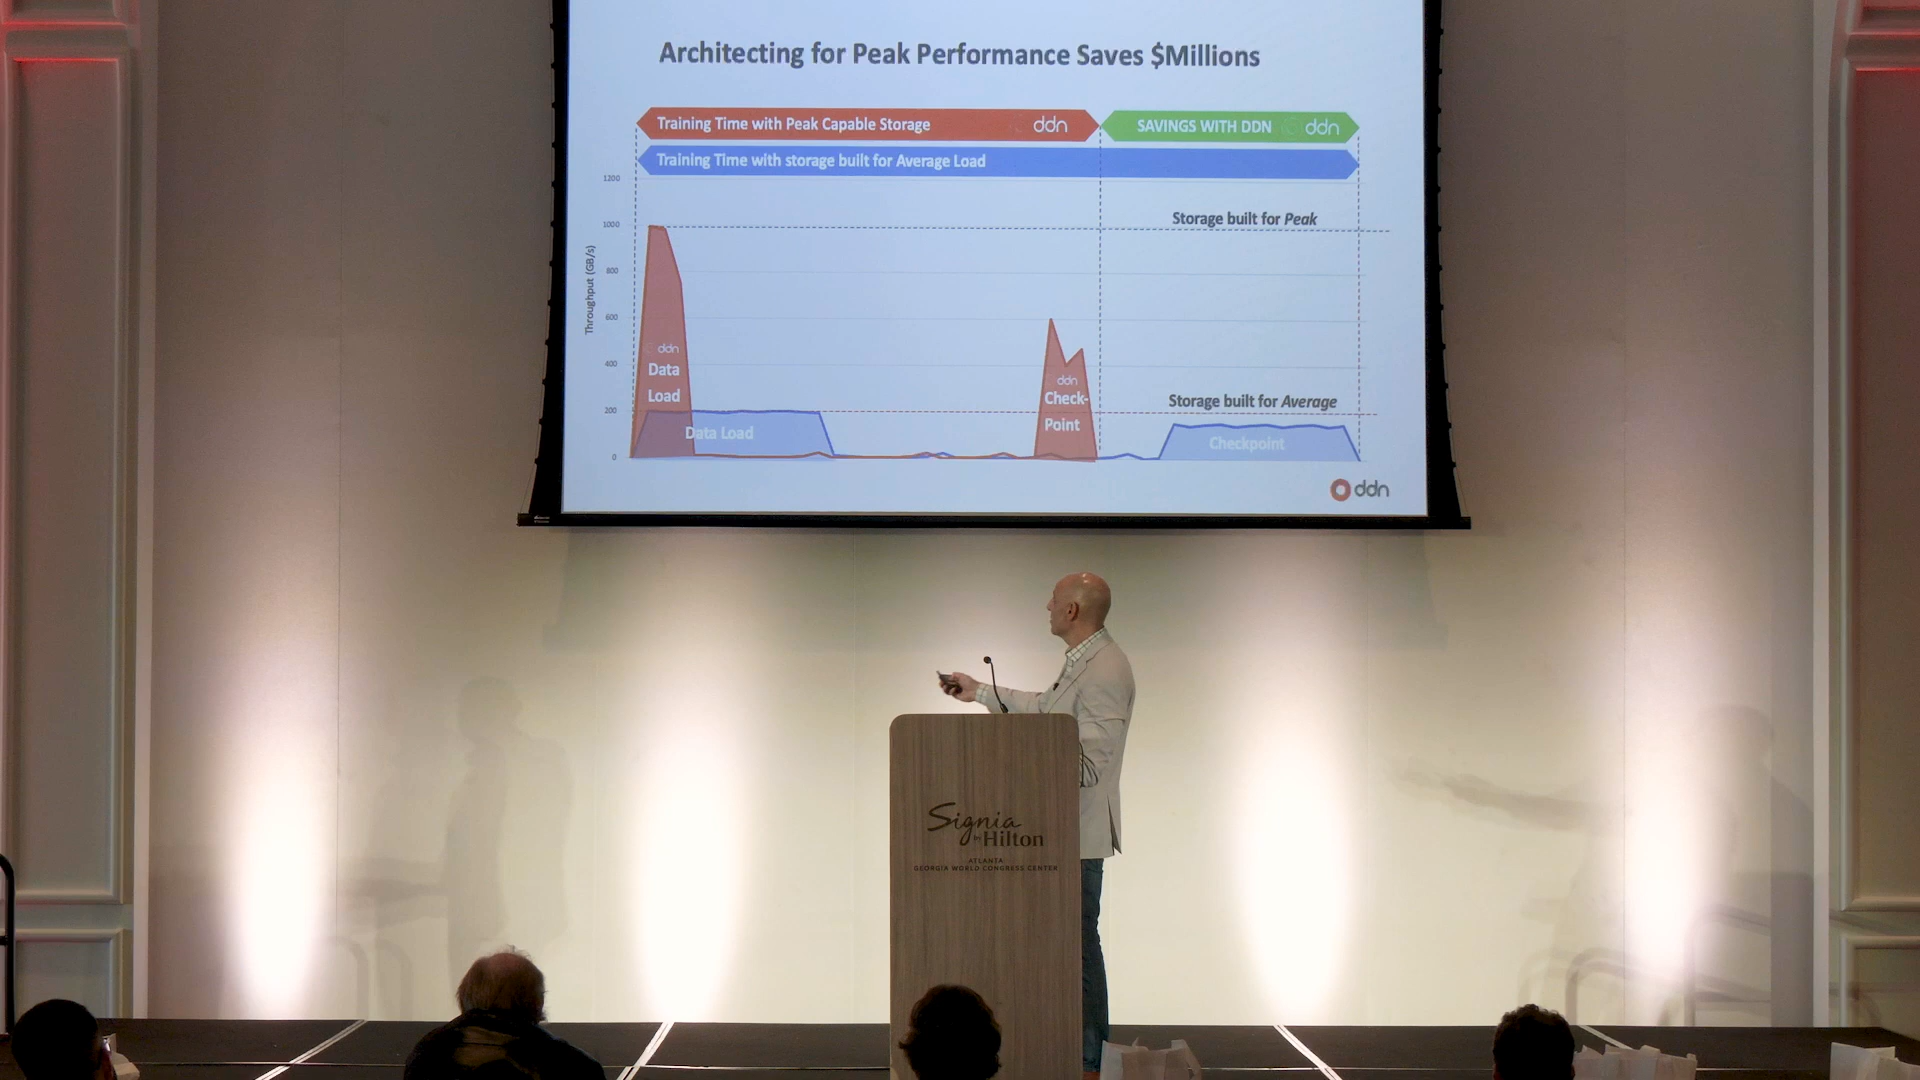 Architecting for Peak Performance Saves $Millions
Training Time with Peak Capable Storage ddn
SAVINGS WITH DDN ddn
Training Time with storage built for Average Load
1200
1000
800
600
400
200
0
Throughput (GB/s)
Storage built for Peak
Storage built for Average
ddn
Data
Load
Data Load
ddn
Check-
Point
Checkpoint
ddn
Signia
by Hilton
ATLANTA
GEORGIA WORLD CONGRESS CENTER